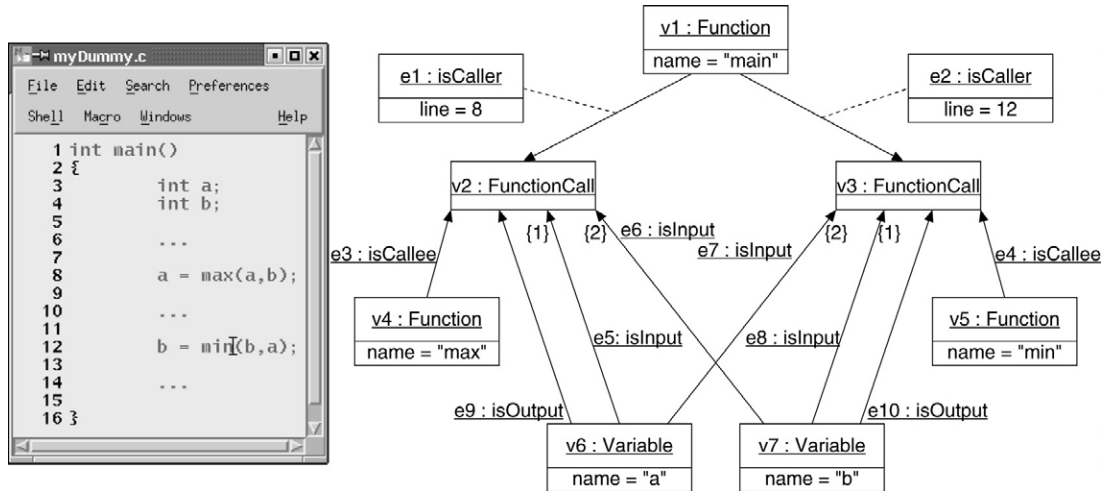 myDummy.c
File Edit Search Preferences
Shell Macro Windows Help
1 int main()
2 {
3 int a;
4 int b;
5
6 ...
7
8 a = max(a,b);
9
10 ...
11
12 b = min(b,a);
13
14 ...
15
16 }
v1 : Function
name = "main"
e1 : isCaller
line = 8
e2 : isCaller
line = 12
v2 : FunctionCall
v3 : FunctionCall
{1}
{2}
e6 : isInput
e7 : isInput
{2}
{1}
e3 : isCallee
e4 : isCallee
v4 : Function
name = "max"
e5: isInput
e8 : isInput
v5 : Function
name = "min"
e9 : isOutput
e10 : isOutput
v6 : Variable
name = "a"
v7 : Variable
name = "b"